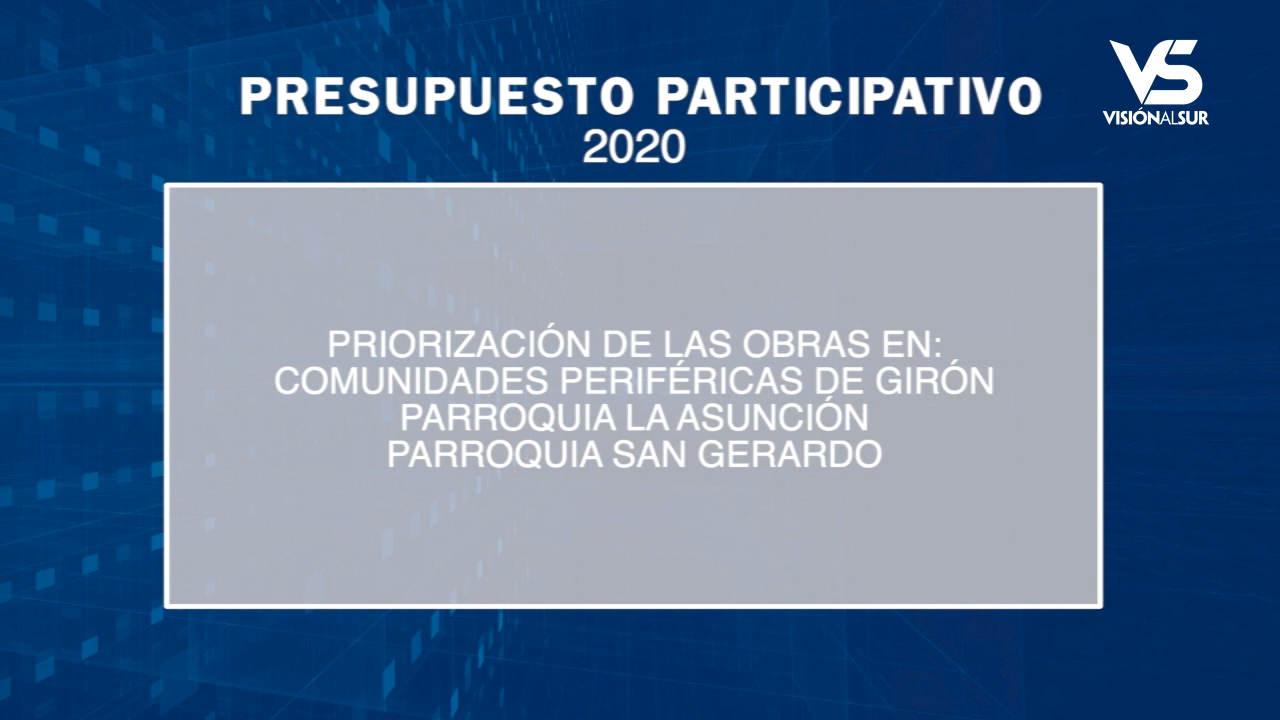 PRESUPUESTO PARTICIPATIVO
2020
VS
VISIÓNALSUR
PRIORIZACIÓN DE LAS OBRAS EN:
COMUNIDADES PERIFÉRICAS DE GIRÓN
PARROQUIA LA ASUNCIÓN
PARROQUIA SAN GERARDO